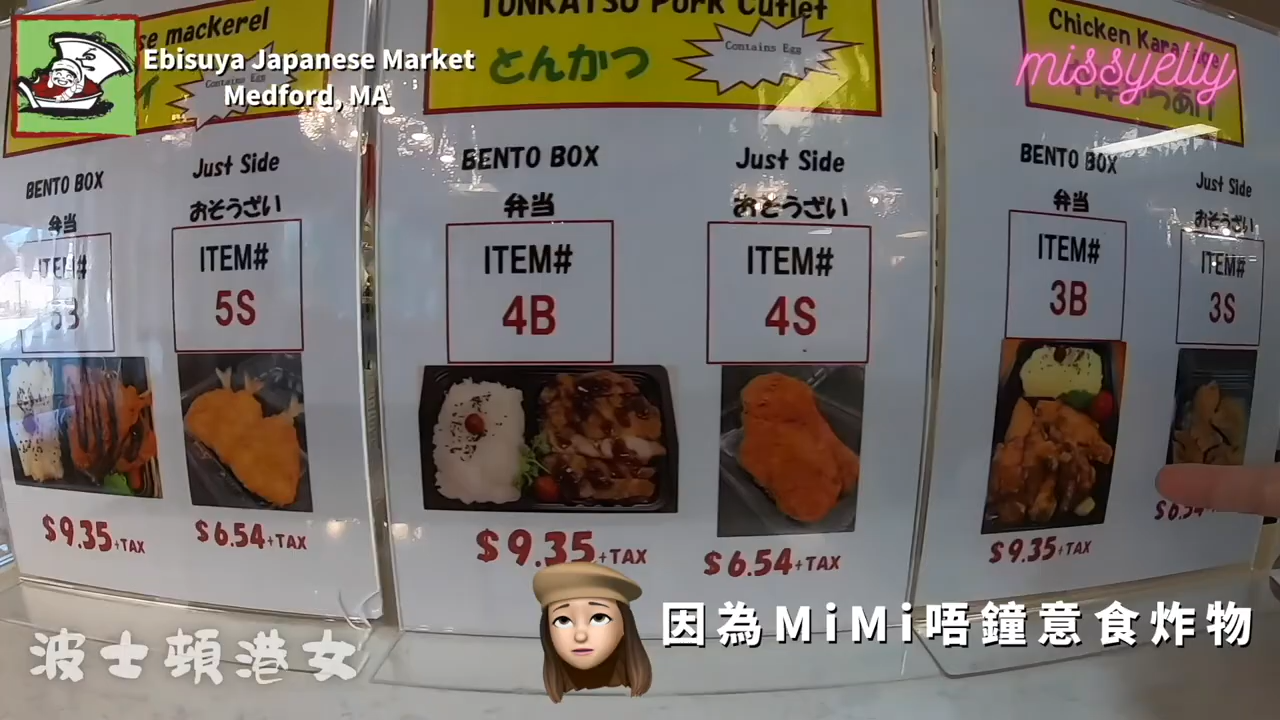 Ebisuya Japanese Market
Medford, MA
missyelly
se mackerel
Contains Egg
BENTO BOX
弁当
ITEM#
Just Side
おそうざい
ITEM#
5S
$9.35+TAX
$6.54+TAX
TONKATSU Pork Cutlet
とんかつ
Contains Egg
BENTO BOX
弁当
ITEM#
4B
Just Side
おそうざい
ITEM#
4S
$9.35+TAX
$6.54+TAX
Chicken
BENTO BOX
弁当
ITEM#
3B
Just Side
おそうざい
ITEM#
3S
$9.35+TAX
$6.54
因為MiMi唔鐘意食炸物
波士頓港女